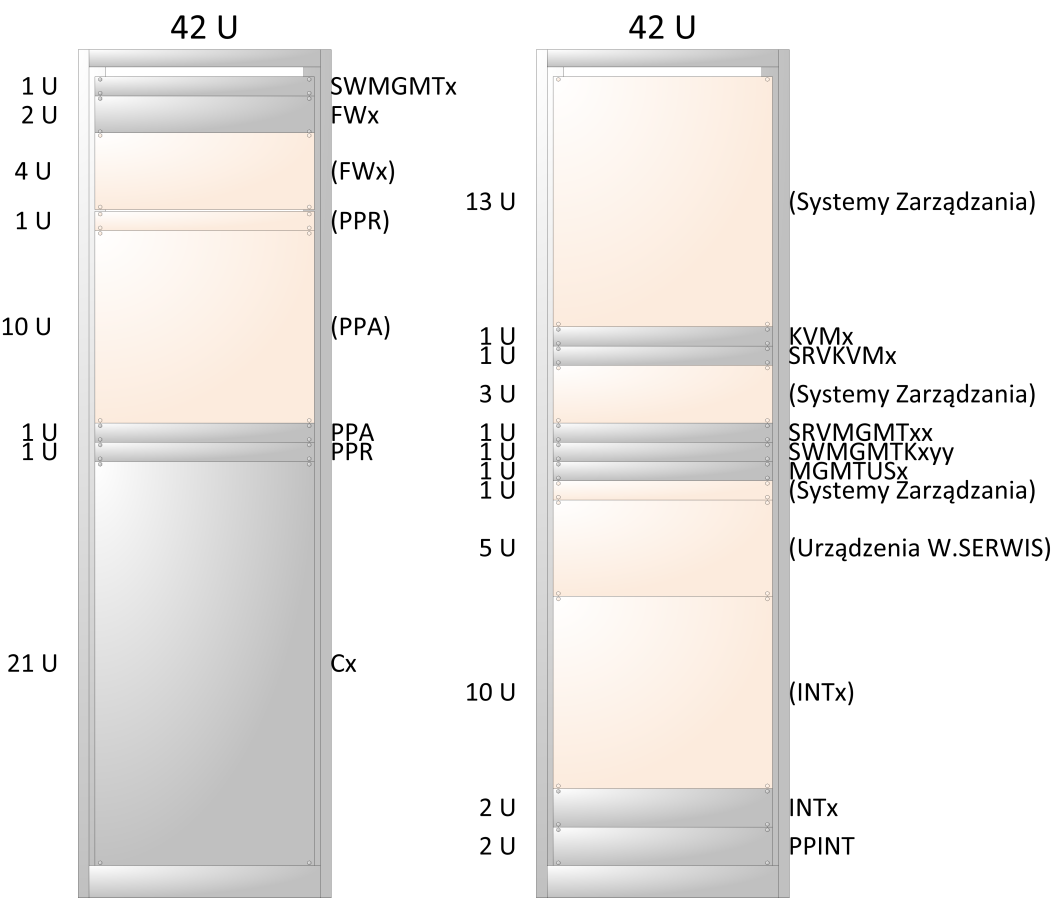 42 U
1 U SWMGMTx
2 U FWx
4 U (FWx)
1 U (PPR)
10 U (PPA)
1 U PPA
1 U PPR
21 U Cx
42 U
13 U (Systemy Zarządzania)
1 U KVMx
1 U SRVKVMx
3 U (Systemy Zarządzania)
1 U SRVMGMTxx
1 U SWMGMTKxyy
1 U MGMTUSx
1 U (Systemy Zarządzania)
5 U (Urządzenia W.SERWIS)
10 U (INTx)
2 U INTx
2 U PPINT